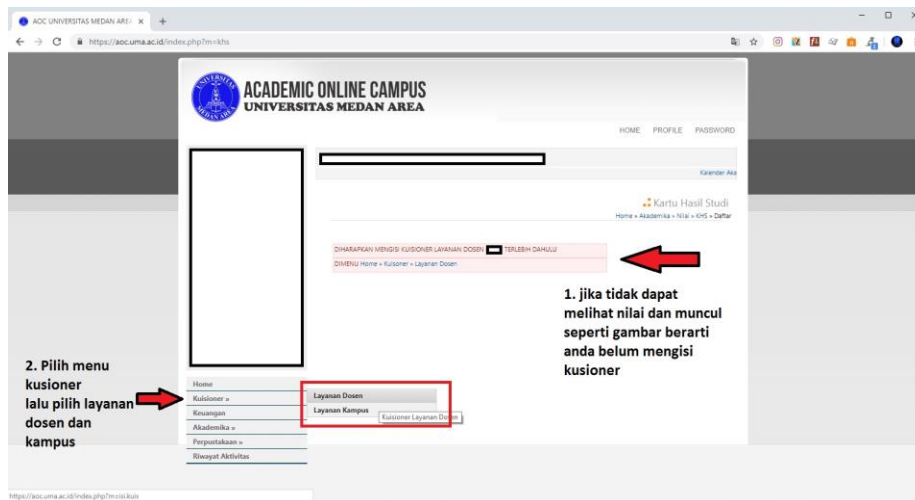 AOC UNIVERSITAS MEDAN AREA
https://aoc.uma.ac.id/index.php?m=khs
ACADEMIC ONLINE CAMPUS
UNIVERSITAS MEDAN AREA
HOME PROFILE PASSWORD
Kalender Aka
Kartu Hasil Studi
Home » Akademika » Nilai » KHS » Daftar
DIHARAPKAN MENGISI KUISIONER LAYANAN DOSEN TERLEBIH DAHULU
DIMENU Home » Kuisoner » Layanan Dosen
1. jika tidak dapat
melihat nilai dan muncul
seperti gambar berarti
anda belum mengisi
kusioner
2. Pilih menu
kusioner
lalu pilih layanan
dosen dan
kampus
Home
Kuisioner »
Keuangan
Akademika »
Perpustakaan »
Riwayat Aktivitas
Layanan Dosen
Layanan Kampus
Kuisioner Layanan Dosen
https://aoc.uma.ac.id/index.php?m=isi.kuis